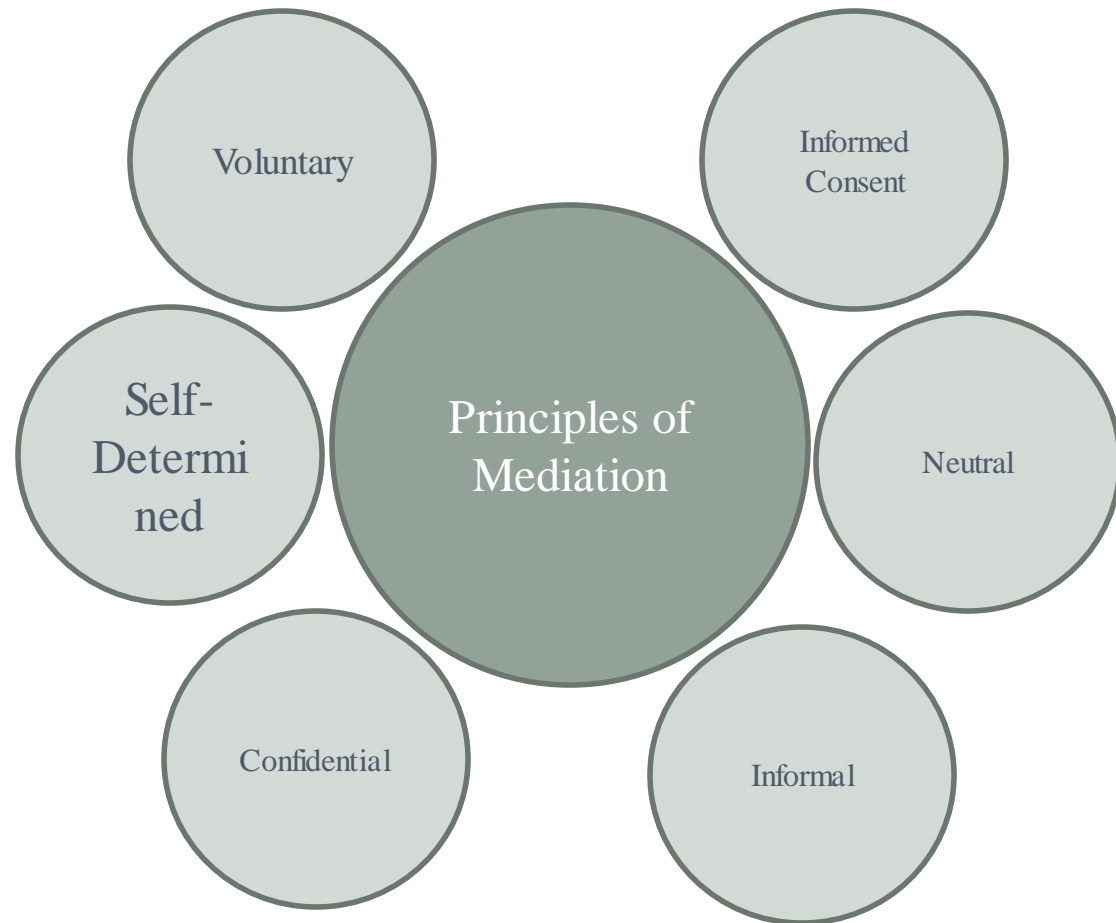 Voluntary
Informed
Consent
Self-
Determi
ned
Principles of
Mediation
Neutral
Confidential
Informal